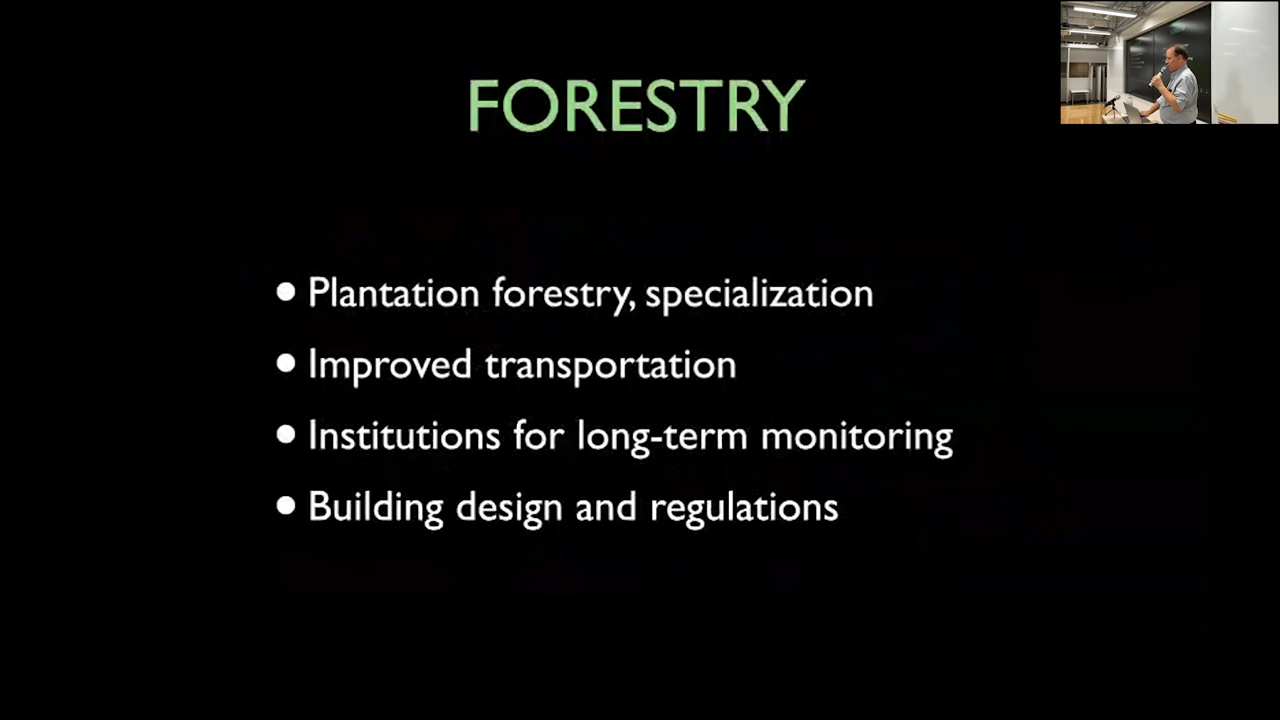 FORESTRY
• Plantation forestry, specialization
• Improved transportation
• Institutions for long-term monitoring
• Building design and regulations